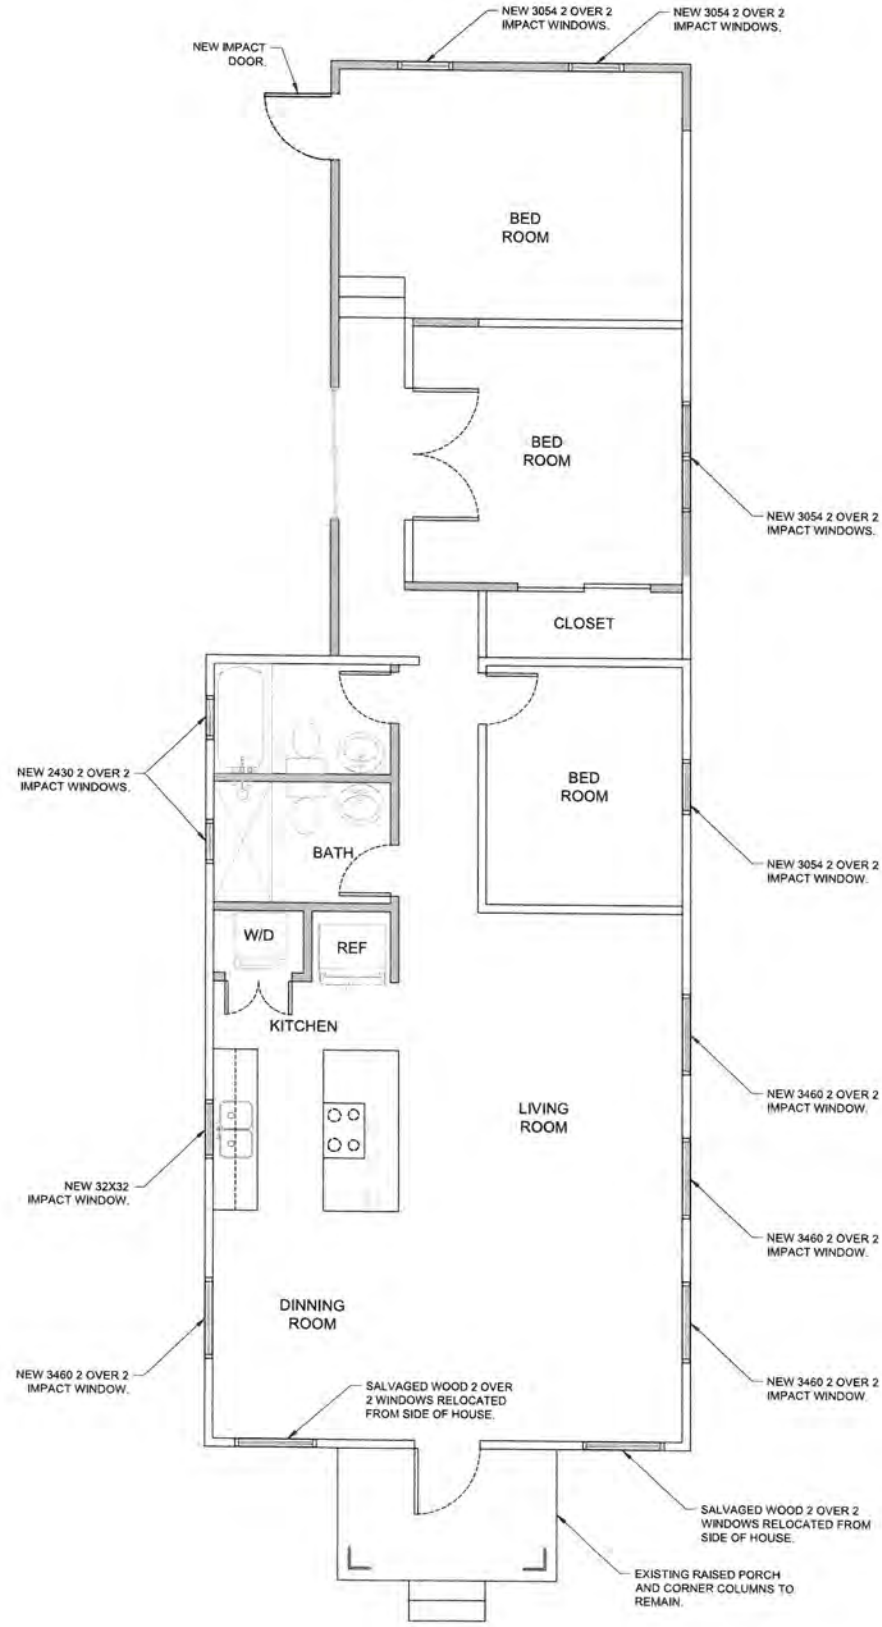 NEW 3054 2 OVER 2
IMPACT WINDOWS.
NEW 3054 2 OVER 2
IMPACT WINDOWS.
NEW IMPACT
DOOR.
BED
ROOM
BED
ROOM
NEW 3054 2 OVER 2
IMPACT WINDOWS.
CLOSET
NEW 2430 2 OVER 2
IMPACT WINDOWS.
BED
ROOM
BATH
NEW 3054 2 OVER 2
IMPACT WINDOW.
W/D
REF
KITCHEN
NEW 3460 2 OVER 2
IMPACT WINDOW.
LIVING
ROOM
NEW 32X32
IMPACT WINDOW.
NEW 3460 2 OVER 2
IMPACT WINDOW.
DINNING
ROOM
NEW 3460 2 OVER 2
IMPACT WINDOW.
NEW 3460 2 OVER 2
IMPACT WINDOW.
SALVAGED WOOD 2 OVER
2 WINDOWS RELOCATED
FROM SIDE OF HOUSE.
SALVAGED WOOD 2 OVER 2
WINDOWS RELOCATED FROM
SIDE OF HOUSE.
EXISTING RAISED PORCH
AND CORNER COLUMNS TO
REMAIN.